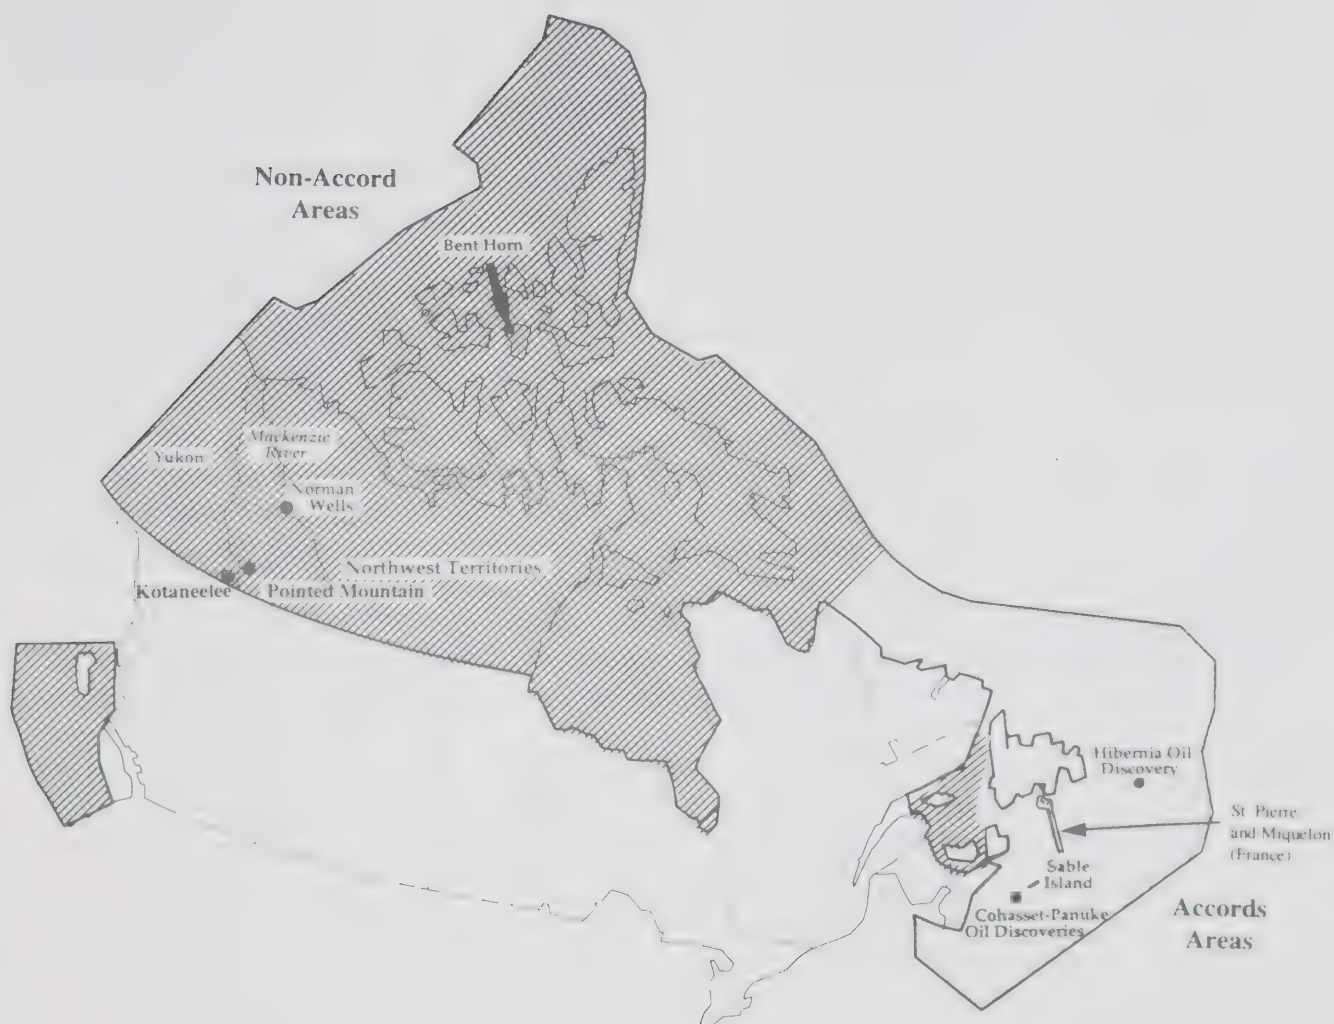 Non-Accord
Areas
Bent Horn
Mackenzie
River
Yukon
Norman
Wells
Northwest Territories
Kotaneelee
Pointed Mountain
Hibernia Oil
Discovery
St Pierre
and Miquelon
(France)
Sable
Island
Cohasset-Panuke
Oil Discoveries
Accords
Areas